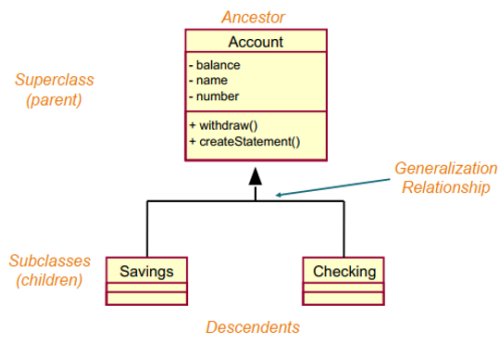 Ancestor
Account
- balance
- name
- number
+ withdraw()
+ createStatement()
Superclass
(parent)
Generalization
Relationship
Subclasses
(children)
Savings
Checking
Descendents